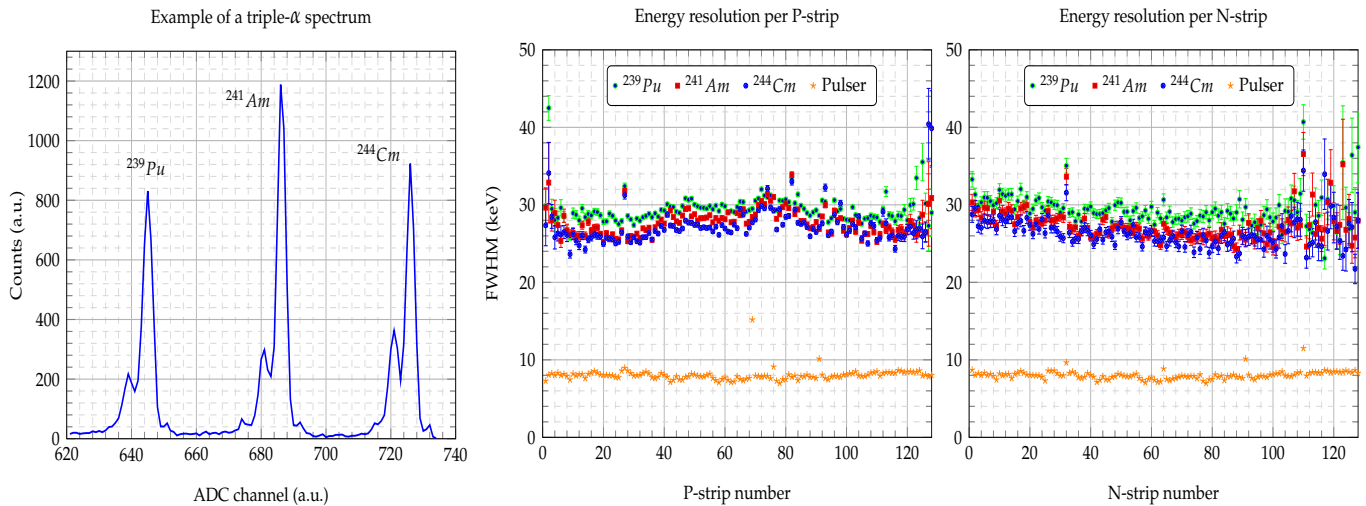 Example of a triple-α spectrum
Counts (a.u.)
1200
1000
800
600
400
200
0
239Pu
241Am
244Cm
620 640 660 680 700 720 740
ADC channel (a.u.)
Energy resolution per P-strip
FWHM (keV)
50
40
30
20
10
0
239Pu 241Am 244Cm Pulser
0 20 40 60 80 100 120
P-strip number
Energy resolution per N-strip
50
40
30
20
10
0
239Pu 241Am 244Cm Pulser
0 20 40 60 80 100 120
N-strip number